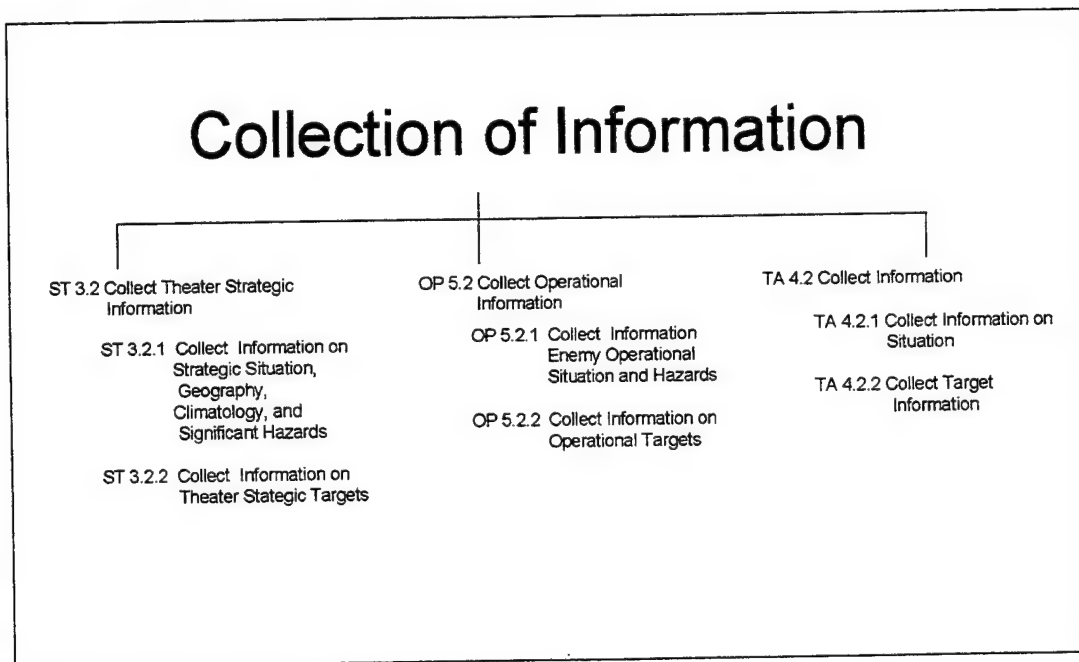 Collection of Information
ST 3.2 Collect Theater Strategic
Information
ST 3.2.1 Collect Information on
Strategic Situation,
Geography,
Climatology, and
Significant Hazards
ST 3.2.2 Collect Information on
Theater Stategic Targets
OP 5.2 Collect Operational
Information
OP 5.2.1 Collect Information
Enemy Operational
Situation and Hazards
OP 5.2.2 Collect Information on
Operational Targets
TA 4.2 Collect Information
TA 4.2.1 Collect Information on
Situation
TA 4.2.2 Collect Target
Information